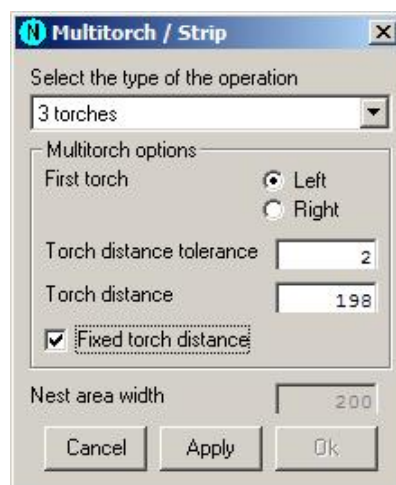 Multitorch / Strip
Select the type of the operation
3 torches
Multitorch options
First torch
Left
Right
Torch distance tolerance 2
Torch distance 198
Fixed torch distance
Nest area width 200
Cancel Apply Ok